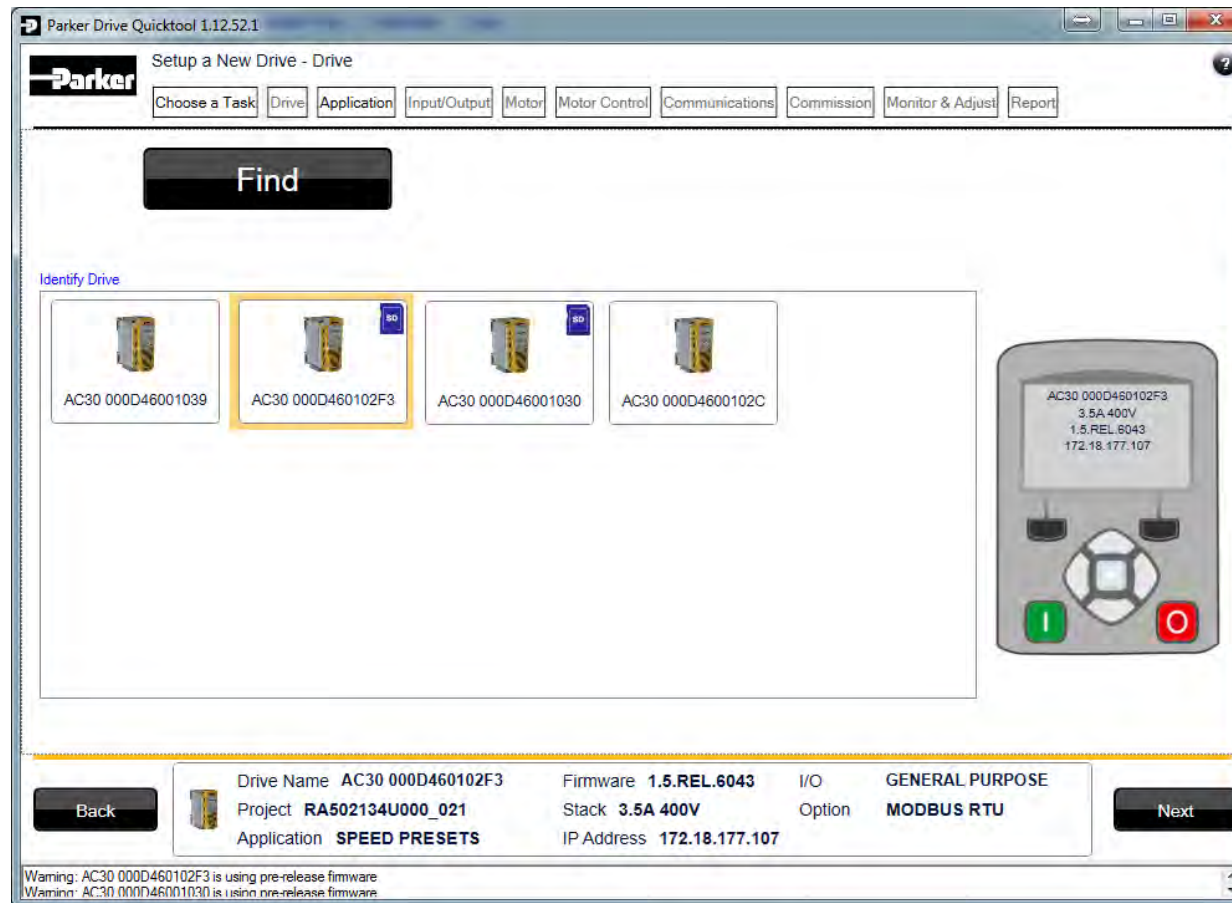 Parker Drive Quicktool 1.12.52.1
Parker
Setup a New Drive - Drive
?
Choose a Task Drive Application Input/Output Motor Motor Control Communications Commission Monitor & Adjust Report
Find
Identify Drive
SD
SD
AC30 000D46001039
AC30 000D460102F3
AC30 000D46001030
AC30 000D4600102C
AC30 000D460102F3
3.5A 400V
1.5.REL.6043
172.18.177.107
I
O
Drive Name AC30 000D460102F3 Firmware 1.5.REL.6043 I/O GENERAL PURPOSE
Back
Project RA502134U000_021 Stack 3.5A 400V Option MODBUS RTU
Next
Application SPEED PRESETS IP Address 172.18.177.107
Warning: AC30 000D460102F3 is using pre-release firmware
Warning: AC30 000D46001030 is using pre-release firmware